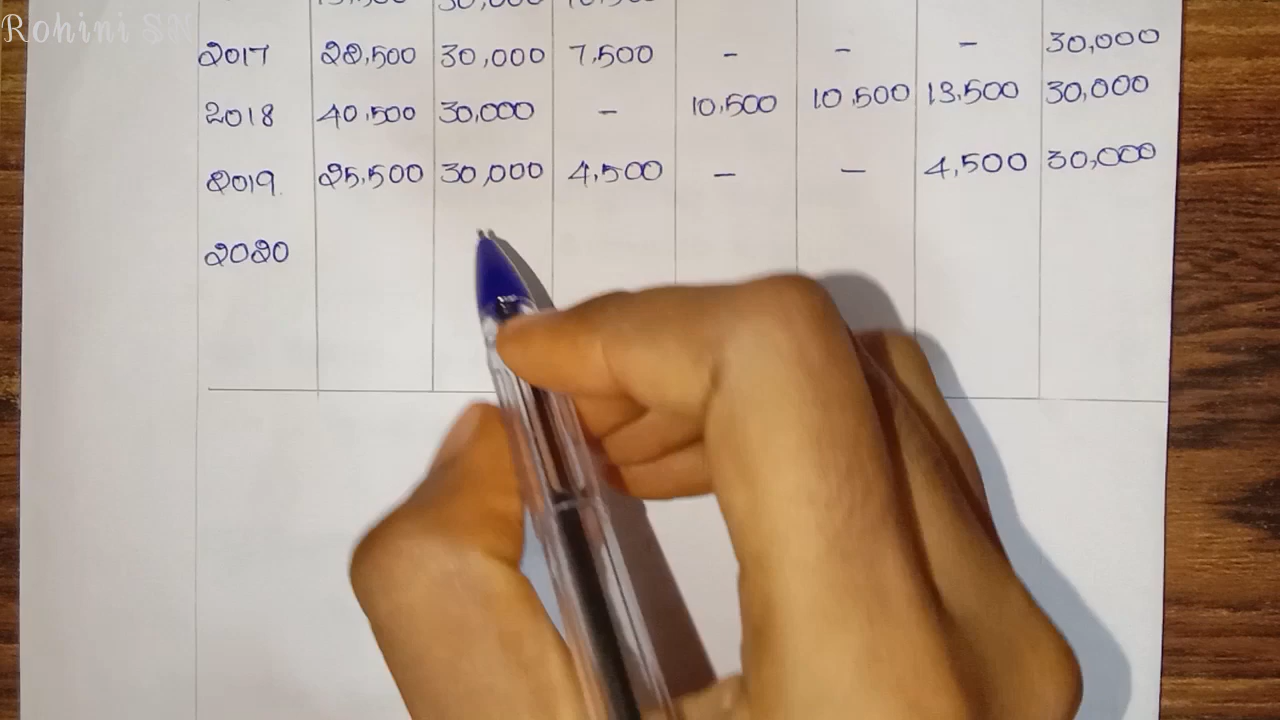 Rohini SN
2017 22,500 30,000 7,500 - - - 30,000
2018 40,500 30,000 - 10,500 10,500 13,500 30,000
2019 25,500 30,000 4,500 - - 4,500 30,000
2020